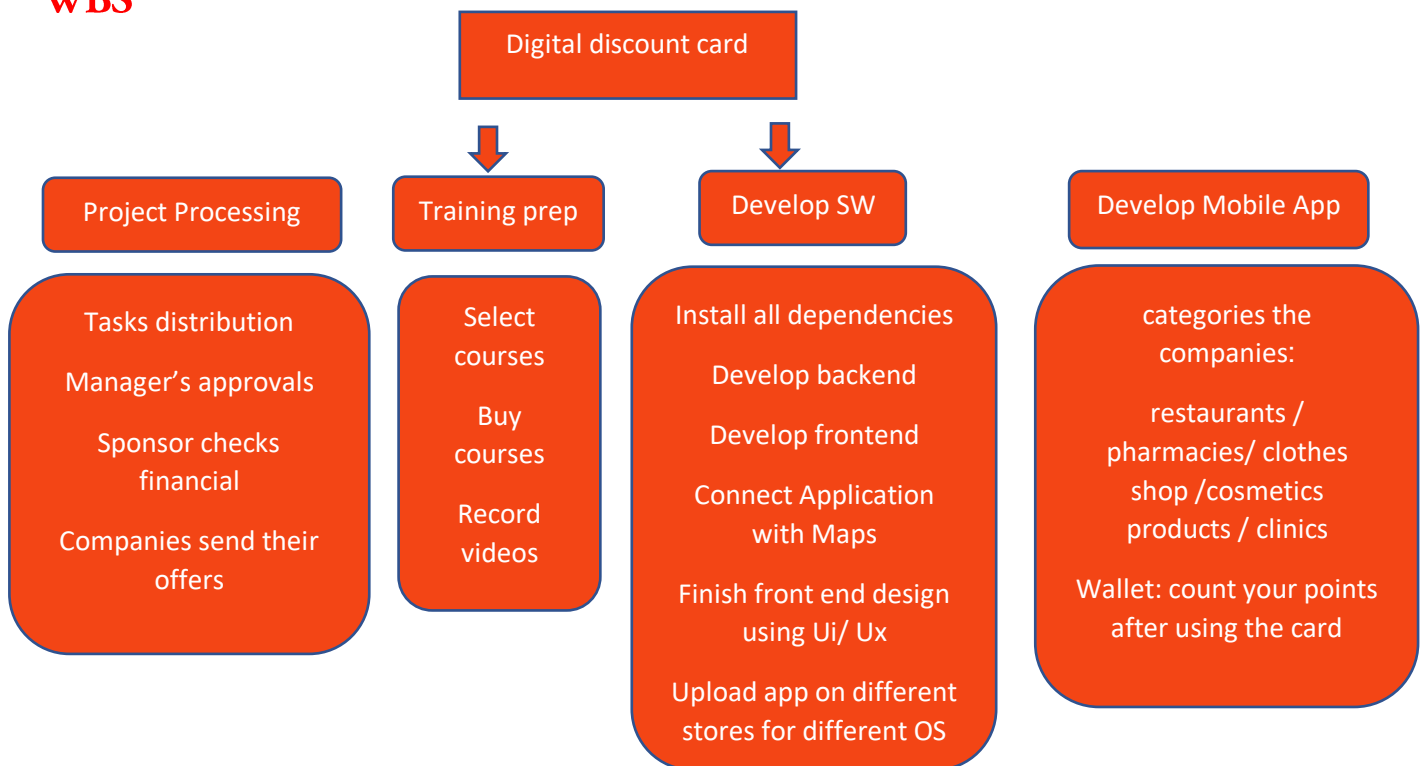 WBS
Digital discount card
Project Processing
Training prep
Develop SW
Develop Mobile App
Tasks distribution
Manager’s approvals
Sponsor checks
financial
Companies send their
offers
Select
courses
Buy
courses
Record
videos
Install all dependencies
Develop backend
Develop frontend
Connect Application
with Maps
Finish front end design
using Ui/ Ux
Upload app on different
stores for different OS
categories the
companies:
restaurants /
pharmacies/ clothes
shop /cosmetics
products / clinics
Wallet: count your points
after using the card